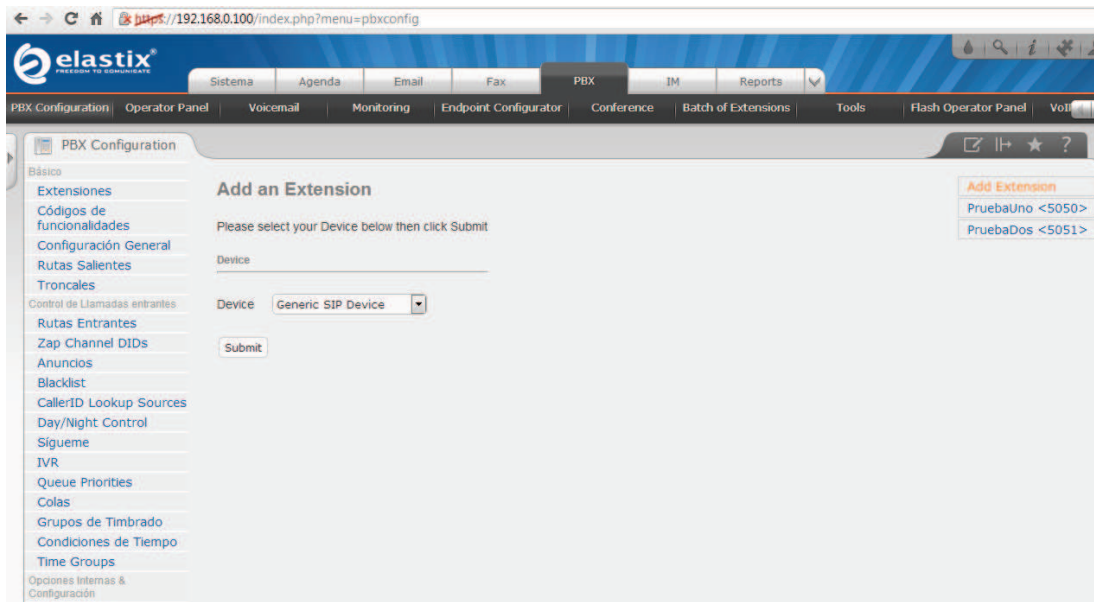 https://192.168.0.100/index.php?menu=pbxconfig
elastix®
FREEDOM TO COMMUNICATE
Sistema Agenda Email Fax PBX IM Reports
PBX Configuration Operator Panel Voicemail Monitoring Endpoint Configurator Conference Batch of Extensions Tools Flash Operator Panel
PBX Configuration
Básico
Extensiones
Códigos de
funcionalidades
Configuración General
Rutas Salientes
Troncales
Control de Llamadas entrantes
Rutas Entrantes
Zap Channel DIDs
Anuncios
Blacklist
CallerID Lookup Sources
Day/Night Control
Sígueme
IVR
Queue Priorities
Colas
Grupos de Timbrado
Condiciones de Tiempo
Time Groups
Opciones Internas &
Configuración
Add an Extension
Please select your Device below then click Submit
Device
Device Generic SIP Device
Submit
Add Extension
PruebaUno <5050>
PruebaDos <5051>